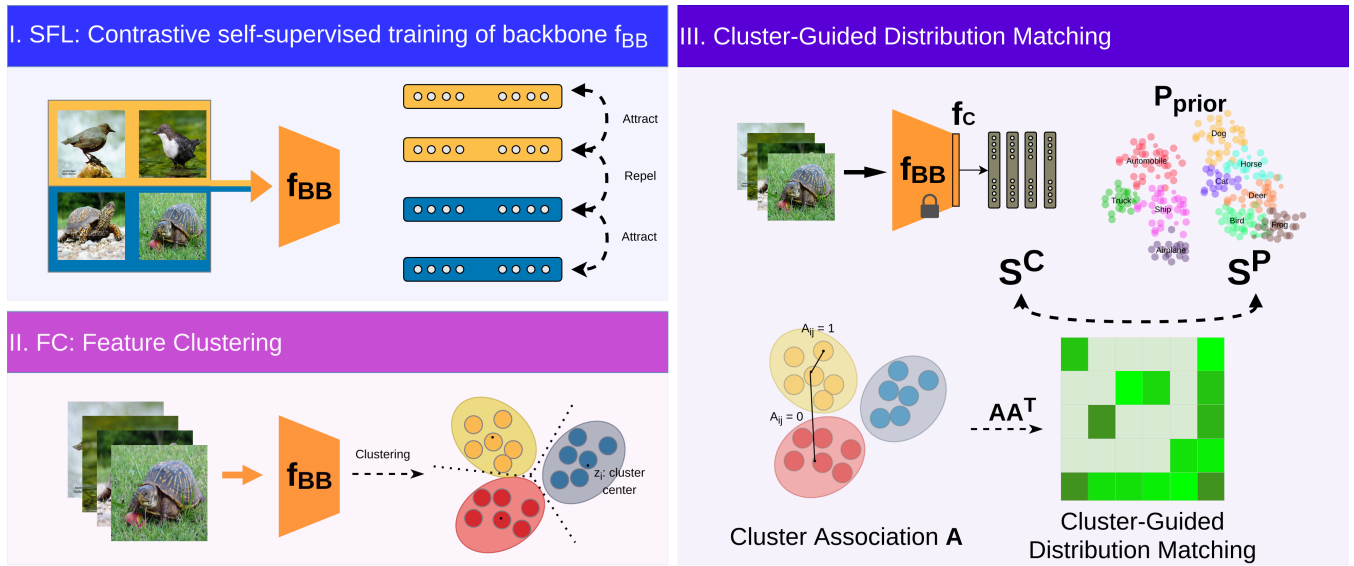 I. SFL: Contrastive self-supervised training of backbone fBB
fBB
Attract
Repel
Attract
II. FC: Feature Clustering
fBB
Clustering
zi: cluster
center
III. Cluster-Guided Distribution Matching
fBB
fC
Pprior
Dog
Automobile
Horse
Cat
Deer
Truck
Ship
Bird
Frog
Airplane
SC
SP
Aij = 1
Aij = 0
AAT
Cluster Association A
Cluster-Guided
Distribution Matching